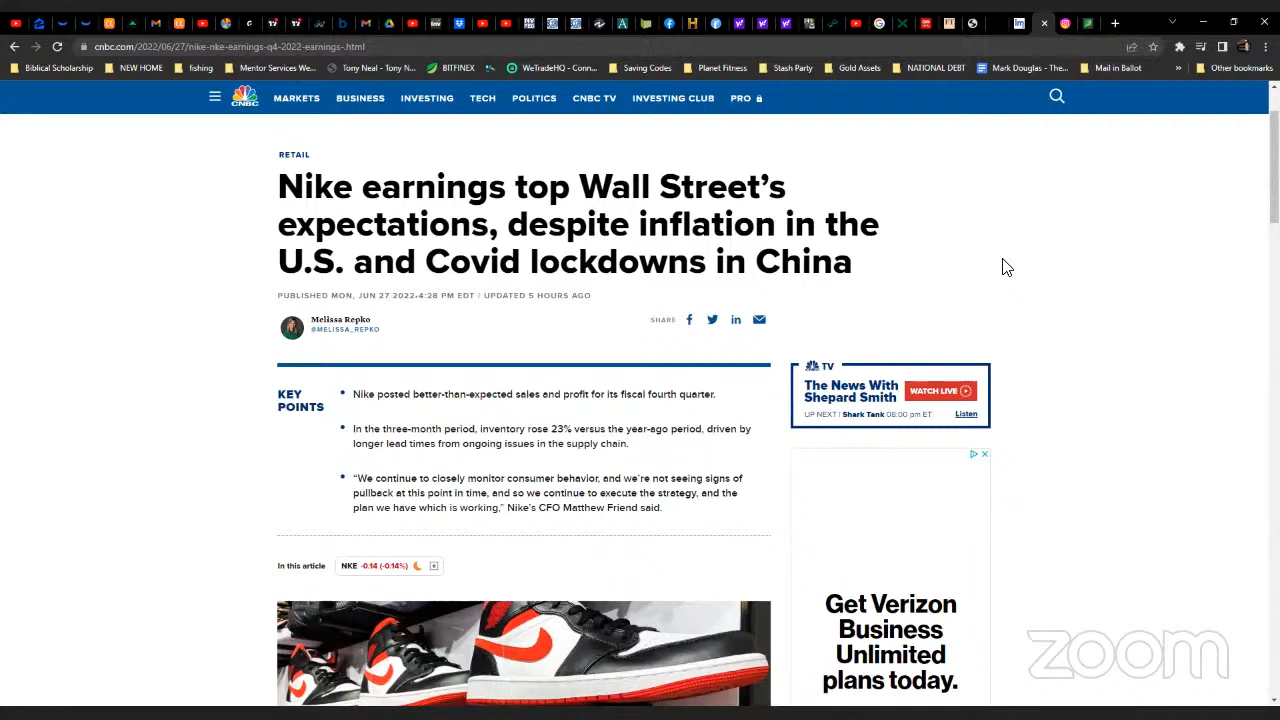 cnbc.com/2022/06/27/nike-nke-earnings-q4-2022-earnings-.html
Biblical Scholarship NEW HOME fishing Mentor Services We... Tony Neal - Tony N... BITFINEX WeTradeHQ - Conn... Saving Codes Planet Fitness Stash Party Gold Assets NATIONAL DEBT Mark Douglas - The... Mail in Ballot » Other bookmarks
CNBC MARKETS BUSINESS INVESTING TECH POLITICS CNBC TV INVESTING CLUB PRO
RETAIL
Nike earnings top Wall Street’s
expectations, despite inflation in the
U.S. and Covid lockdowns in China
PUBLISHED MON, JUN 27 2022•4:28 PM EDT / UPDATED 5 HOURS AGO
Melissa Repko
@MELISSA_REPKO
SHARE
KEY
POINTS
• Nike posted better-than-expected sales and profit for its fiscal fourth quarter.
• In the three-month period, inventory rose 23% versus the year-ago period, driven by
longer lead times from ongoing issues in the supply chain.
• “We continue to closely monitor consumer behavior, and we’re not seeing signs of
pullback at this point in time, and so we continue to execute the strategy, and the
plan we have which is working,” Nike’s CFO Matthew Friend said.
In this article NKE -0.14 (-0.14%)
TV
The News With
Shepard Smith
WATCH LIVE
UP NEXT | Shark Tank 08:00 pm ET Listen
Get Verizon
Business
Unlimited
plans today.
zoom